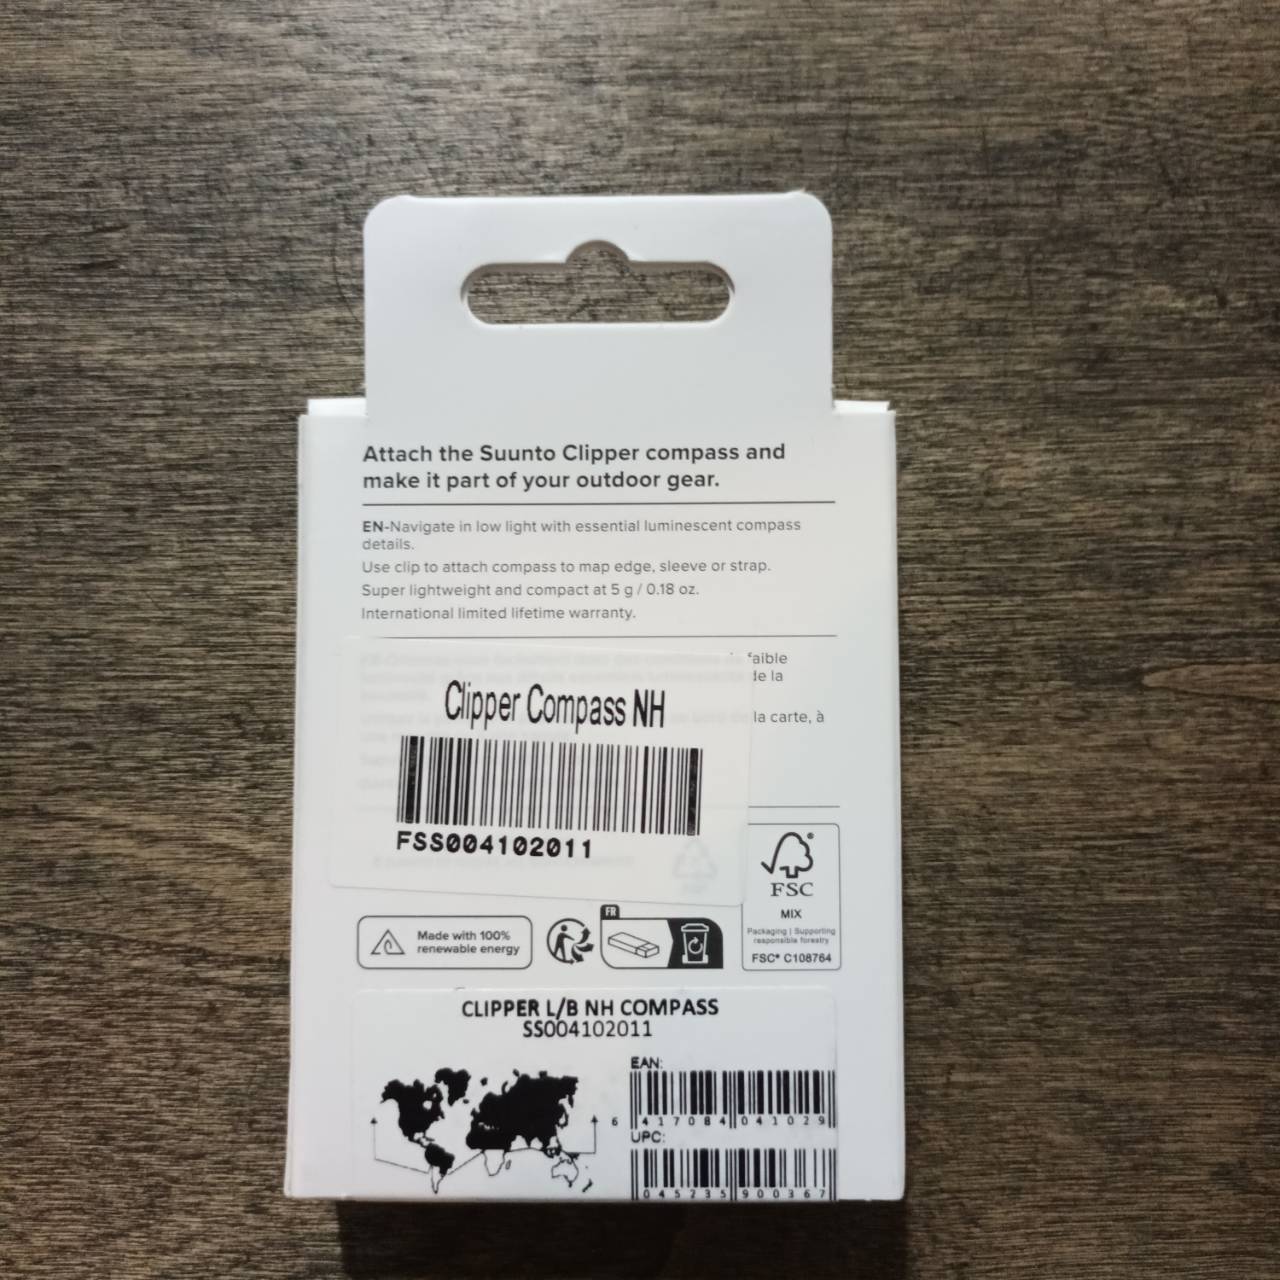 Attach the Suunto Clipper compass and
make it part of your outdoor gear.
EN-Navigate in low light with essential luminescent compass
details.
Use clip to attach compass to map edge, sleeve or strap.
Super lightweight and compact at 5 g / 0.18 oz.
International limited lifetime warranty.
faible
de la
la carte, à
Clipper Compass NH
FSS004102011
FSC®
MIX
Packaging | Supporting
responsible forestry
FSC® C108764
Made with 100%
renewable energy
FR
CLIPPER L/B NH COMPASS
SS004102011
EAN:
6 417084 041029
UPC:
045235 900367